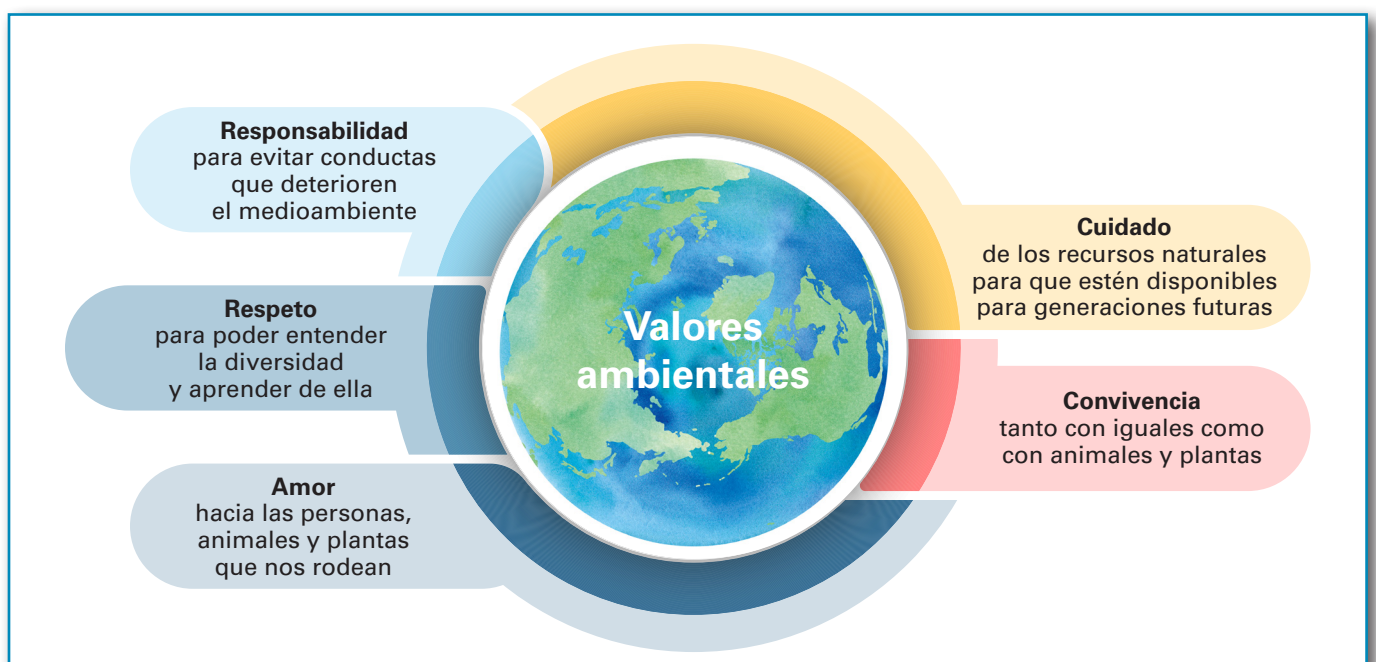 Responsabilidad
para evitar conductas
que deterioren
el medioambiente
Respeto
para poder entender
la diversidad
y aprender de ella
Amor
hacia las personas,
animales y plantas
que nos rodean
Valores
ambientales
Cuidado
de los recursos naturales
para que estén disponibles
para generaciones futuras
Convivencia
tanto con iguales como
con animales y plantas